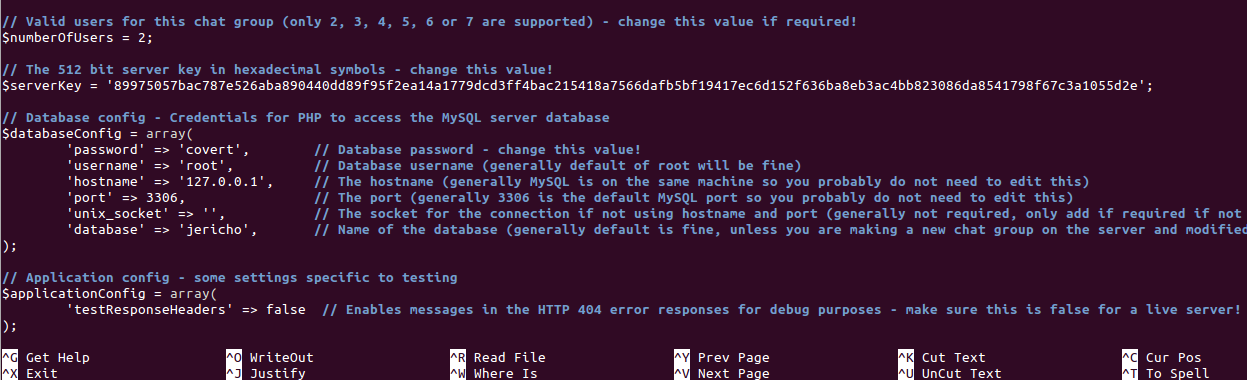 // Valid users for this chat group (only 2, 3, 4, 5, 6 or 7 are supported) - change this value if required!
$numberOfUsers = 2;
// The 512 bit server key in hexadecimal symbols - change this value!
$serverKey = '89975057bac787e526aba890440dd89f95f2ea14a1779dcd3ff4bac215418a7566dafb5bf19417ec6d152f636ba8eb3ac4bb823086da8541798f67c3a1055d2e';
// Database config - Credentials for PHP to access the MySQL server database
$databaseConfig = array(
'password' => 'covert', // Database password - change this value!
'username' => 'root', // Database username (generally default of root will be fine)
'hostname' => '127.0.0.1', // The hostname (generally MySQL is on the same machine so you probably do not need to edit this)
'port' => 3306, // The port (generally 3306 is the default MySQL port so you probably do not need to edit this)
'unix_socket' => '', // The socket for the connection if not using hostname and port (generally not required, only add if required if not
'database' => 'jericho', // Name of the database (generally default is fine, unless you are making a new chat group on the server and modified
);
// Application config - some settings specific to testing
$applicationConfig = array(
'testResponseHeaders' => false // Enables messages in the HTTP 404 error responses for debug purposes - make sure this is false for a live server!
);
^G Get Help ^O WriteOut ^R Read File ^Y Prev Page ^K Cut Text ^C Cur Pos
^X Exit ^J Justify ^W Where Is ^V Next Page ^U UnCut Text ^T To Spell